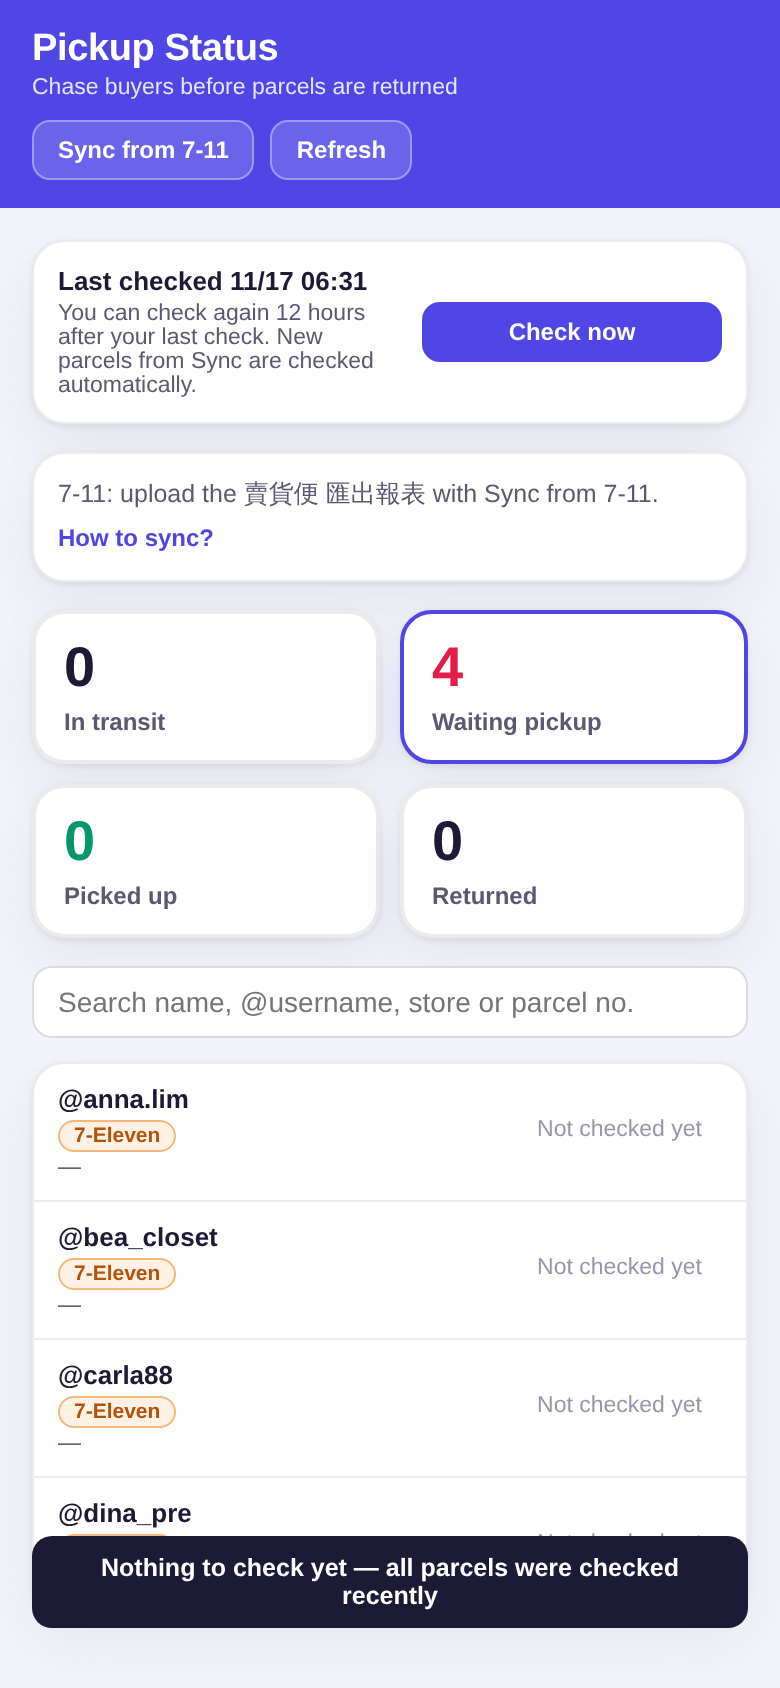 Pickup Status
Chase buyers before parcels are returned
Sync from 7-11
Refresh
Last checked 11/17 06:31
You can check again 12 hours
after your last check. New
parcels from Sync are checked
automatically.
Check now
7-11: upload the 賣貨便 匯出報表 with Sync from 7-11.
How to sync?
0
In transit
4
Waiting pickup
0
Picked up
0
Returned
Search name, @username, store or parcel no.
@anna.lim
7-Eleven
—
Not checked yet
@bea_closet
7-Eleven
—
Not checked yet
@carla88
7-Eleven
—
Not checked yet
@dina_pre
Nothing to check yet — all parcels were checked
recently